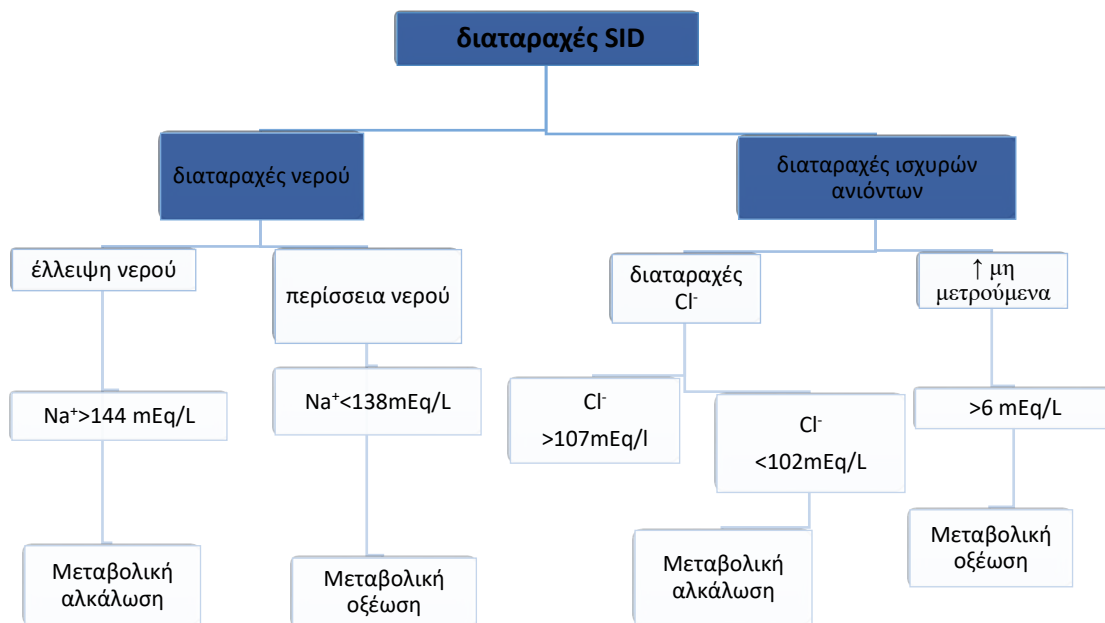 διαταραχές SID
διαταραχές νερού
διαταραχές ισχυρών
ανιόντων
έλλειψη νερού
περίσσεια νερού
διαταραχές
Cl⁻
↑ μη
μετρούμενα
Na⁺>144 mEq/L
Na⁺<138mEq/L
Cl⁻
>107mEq/l
Cl⁻
<102mEq/L
>6 mEq/L
Μεταβολική
αλκάλωση
Μεταβολική
οξέωση
Μεταβολική
αλκάλωση
Μεταβολική
οξέωση